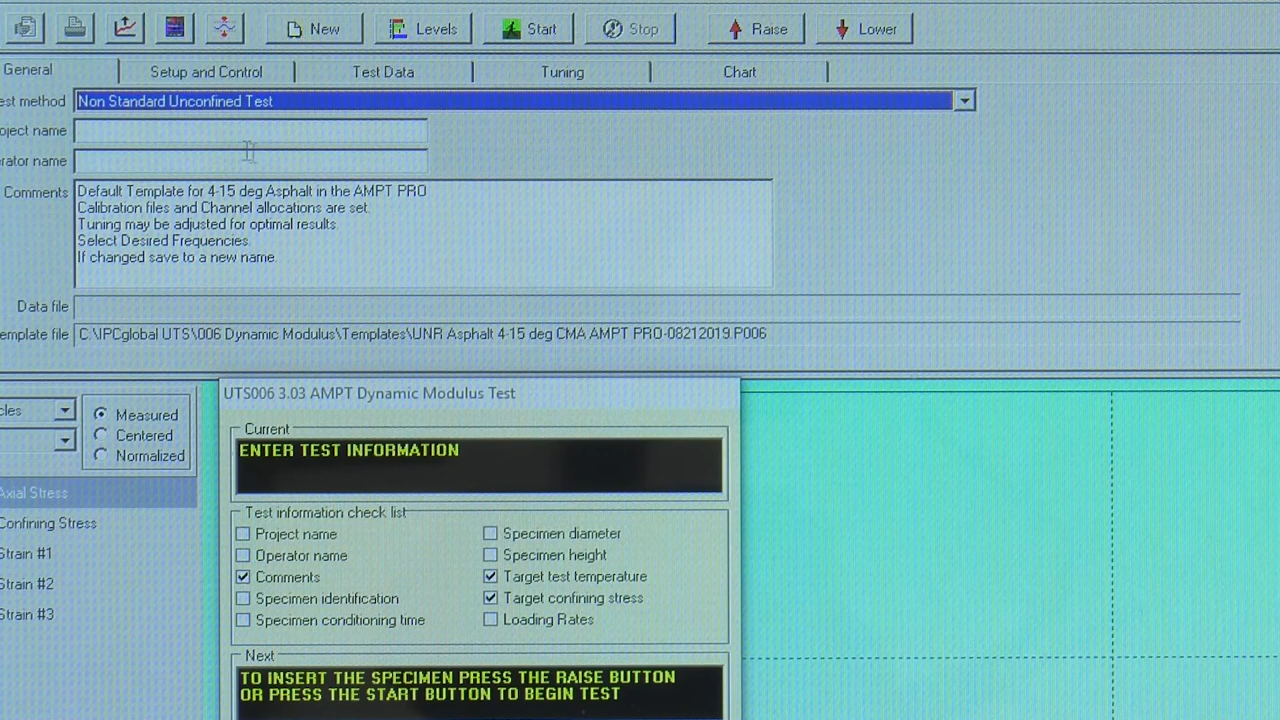 New Levels Start Stop Raise Lower
General Setup and Control Test Data Tuning Chart
est method Non Standard Unconfined Test
oject name
erator name
Comments Default Template for 4-15 deg Asphalt in the AMPT PRO
Calibration files and Channel allocations are set.
Tuning may be adjusted for optimal results.
Select Desired Frequencies.
If changed save to a new name.
Data file
emplate file C:\IPCglobal UTS\006 Dynamic Modulus\Templates\UNR Asphalt 4-15 deg CMA AMPT PRO-08212019.P006
cles
Measured
Centered
Normalized
Axial Stress
Confining Stress
Strain #1
Strain #2
Strain #3
UTS006 3.03 AMPT Dynamic Modulus Test
Current
ENTER TEST INFORMATION
Test information check list
Project name Specimen diameter
Operator name Specimen height
Comments Target test temperature
Specimen identification Target confining stress
Specimen conditioning time Loading Rates
Next
TO INSERT THE SPECIMEN PRESS THE RAISE BUTTON
OR PRESS THE START BUTTON TO BEGIN TEST